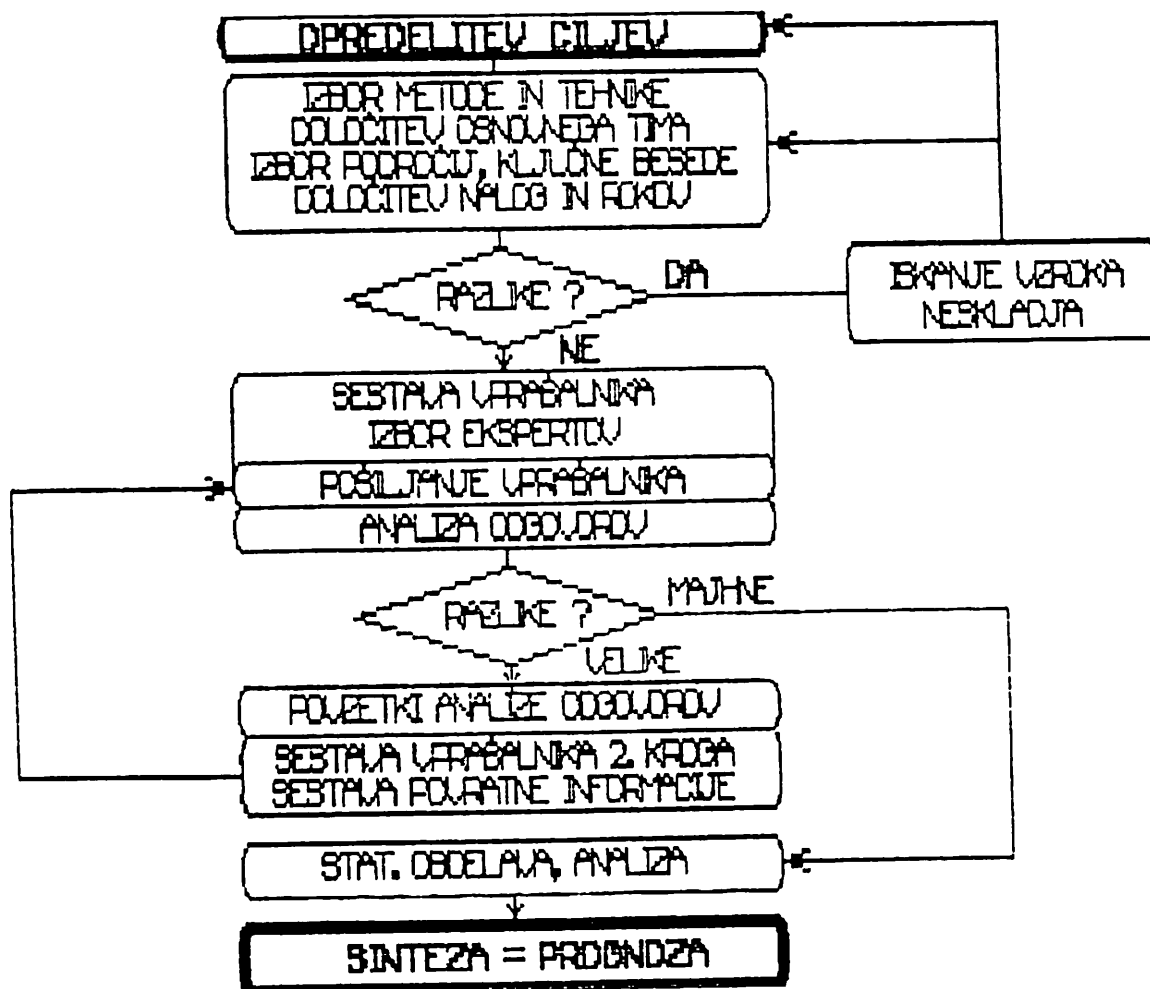 OPREDELITEV CILJEV
IZBOR METODE IN TEHNIKE
DOLOČITEV OSNOVNEGA TIMA
IZBOR PODROČIJ, KLJUČNE BESEDE
DOLOČITEV NALOG IN ROKOV
RAZLIKE ?
DA
ISKANJE VZROKA
NESKLADJA
NE
SESTAVA VPRAŠALNIKA
IZBOR EKSPERTOV
POŠILJANJE VPRAŠALNIKA
ANALIZA ODGOVOROV
RAZLIKE ?
MAJHNE
VELIKE
POVZETKI ANALIZE ODGOVOROV
SESTAVA VPRAŠALNIKA 2. KROGA
SESTAVA POVRATNE INFORMACIJE
STAT. OBDELAVA, ANALIZA
SINTEZA = PROGNOZA